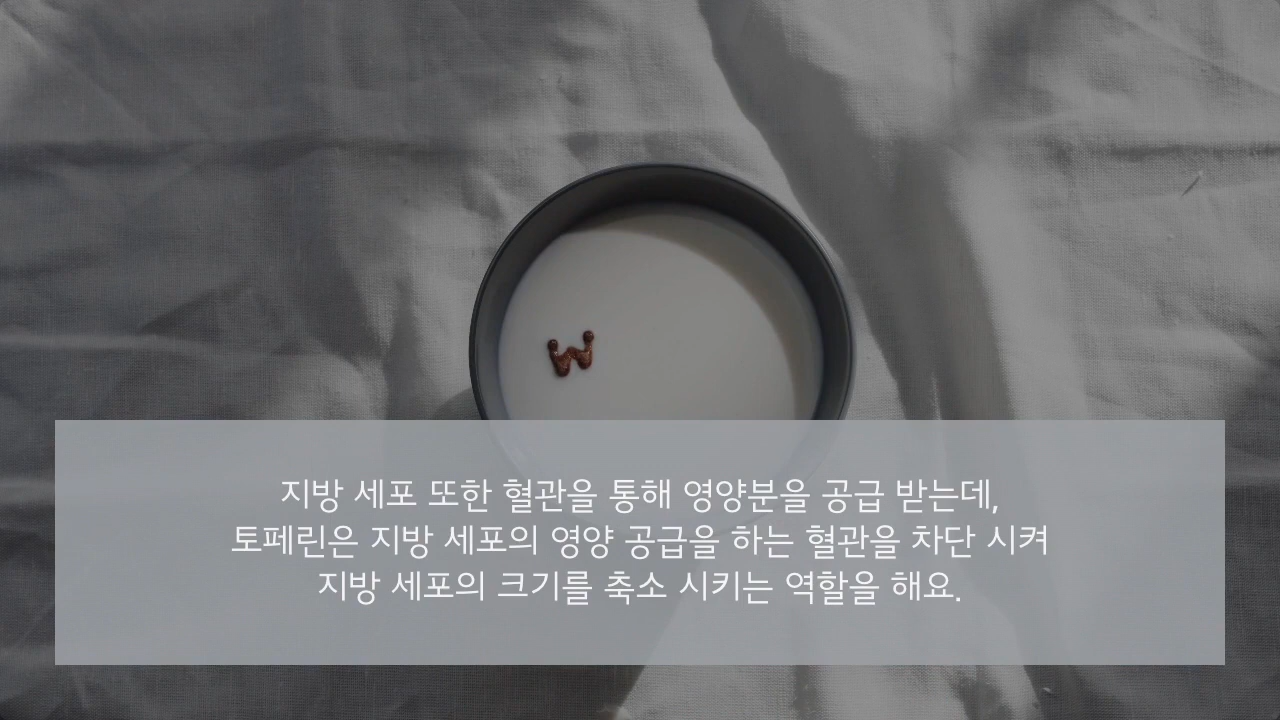 W
지방 세포 또한 혈관을 통해 영양분을 공급 받는데,
토페린은 지방 세포의 영양 공급을 하는 혈관을 차단 시켜
지방 세포의 크기를 축소 시키는 역할을 해요.